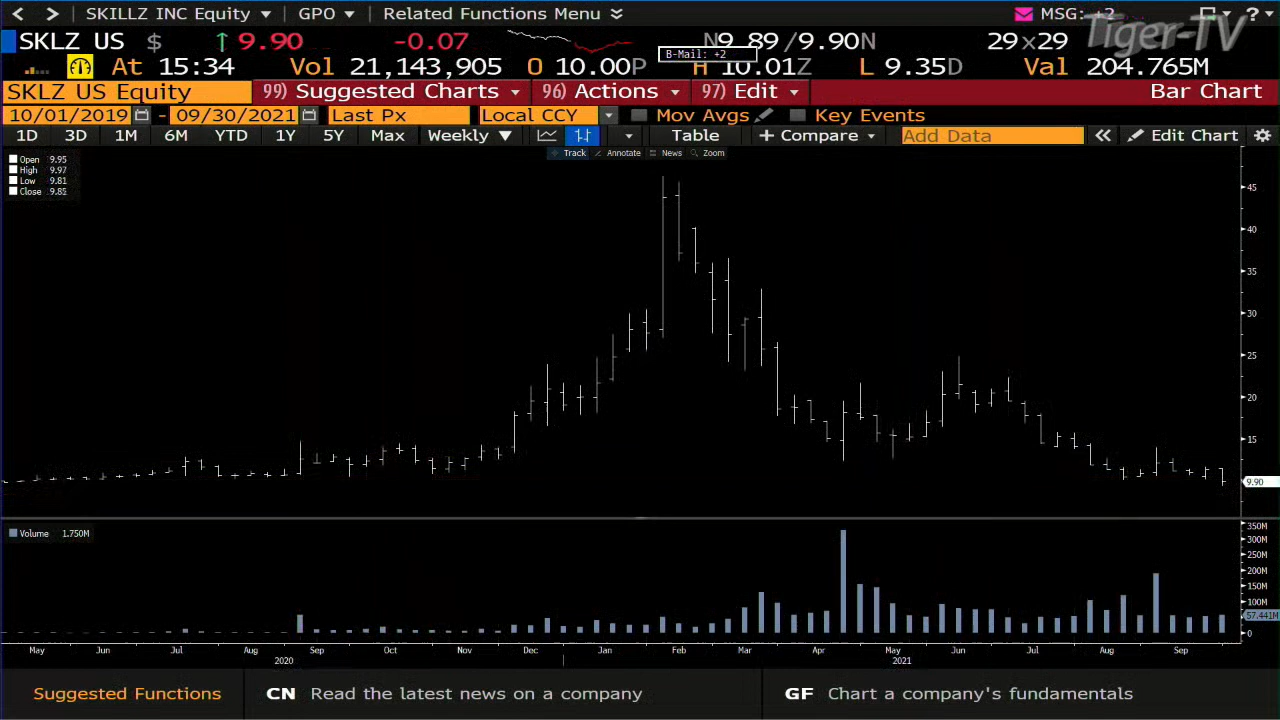 SKILLZ INC Equity GPO Related Functions Menu MSG: +2 ?
Tiger-TV
SKLZ US $ ↑ 9.90 -0.07 N9.89 /9.90N 29x29
B-Mail: +2
At 15:34 Vol 21,143,905 O 10.00P H 10.01Z L 9.35D Val 204.765M
SKLZ US Equity 99) Suggested Charts 96) Actions 97) Edit Bar Chart
10/01/2019 - 09/30/2021 Last Px Local CCY Mov Avgs Key Events
1D 3D 1M 6M YTD 1Y 5Y Max Weekly ▼ Table + Compare Add Data « Edit Chart
Track Annotate News Zoom
Open 9.95
High 9.97
Low 9.81
Close 9.85
45
40
35
30
25
20
15
9.90
Volume 1.750M
350M
300M
250M
200M
150M
100M
57.441M
0
May Jun Jul Aug Sep Oct Nov Dec Jan Feb Mar Apr May Jun Jul Aug Sep
2020 2021
Suggested Functions CN Read the latest news on a company GF Chart a company's fundamentals